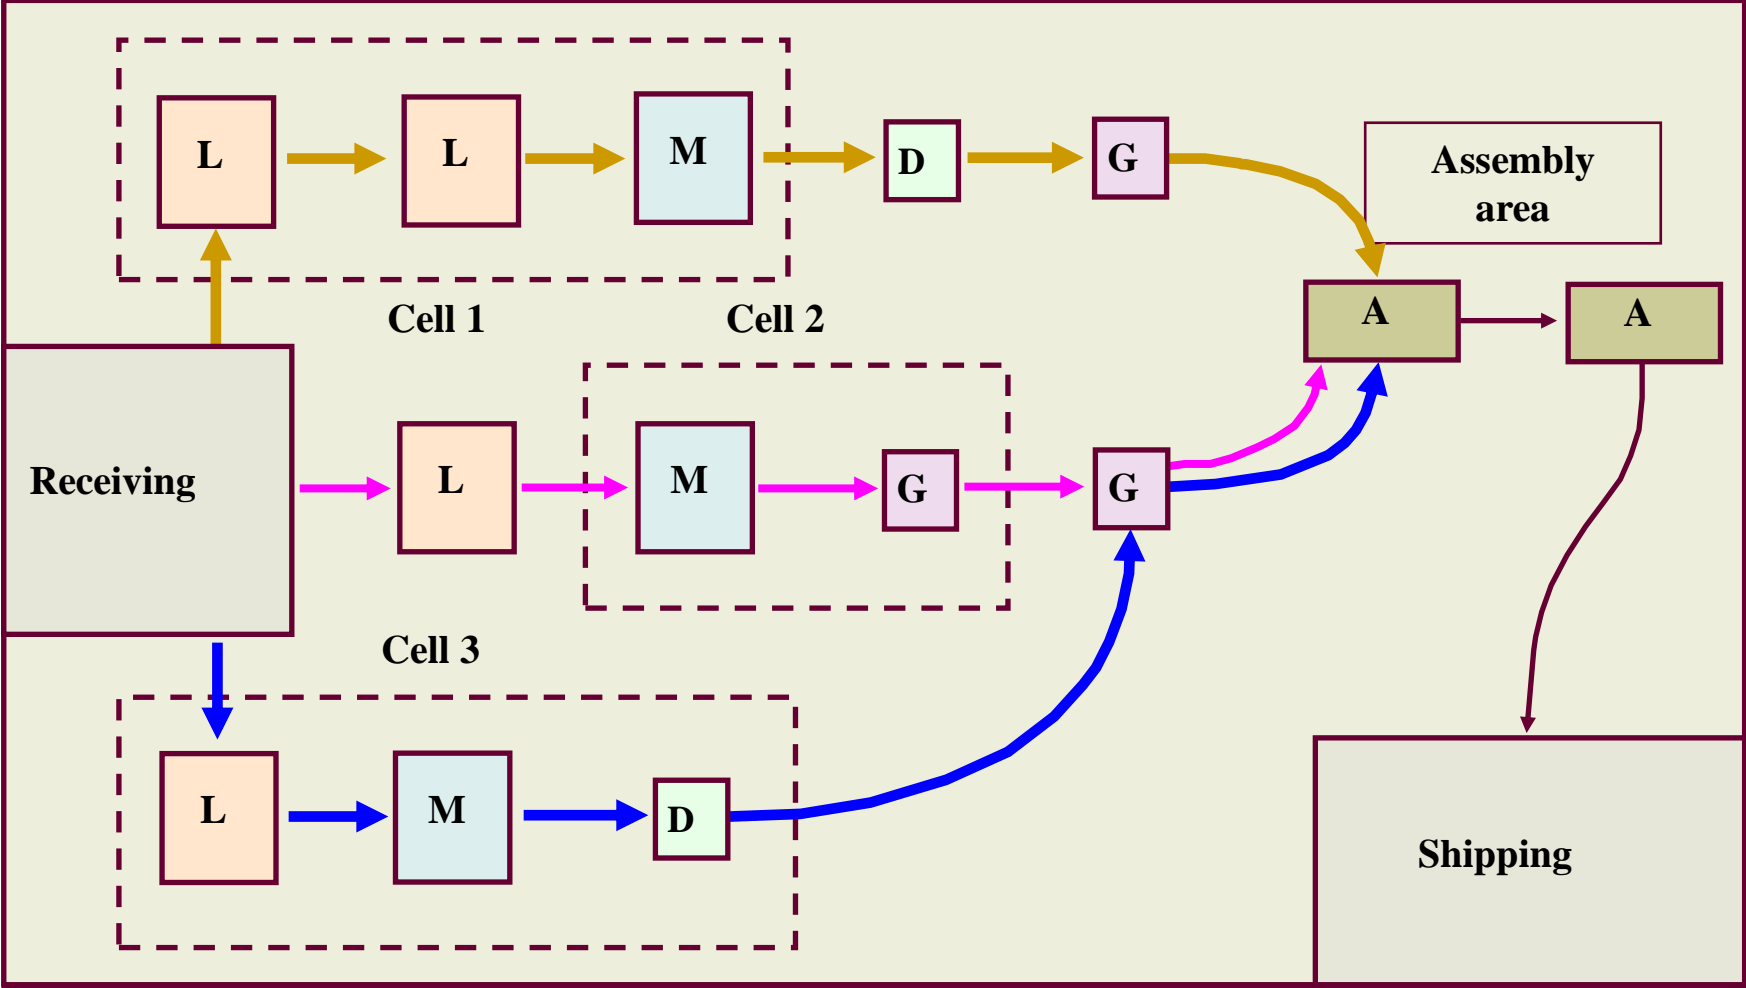 L
L
M
D
G
Assembly
area
Cell 1
Cell 2
A
A
Receiving
L
M
G
G
Cell 3
L
M
D
Shipping